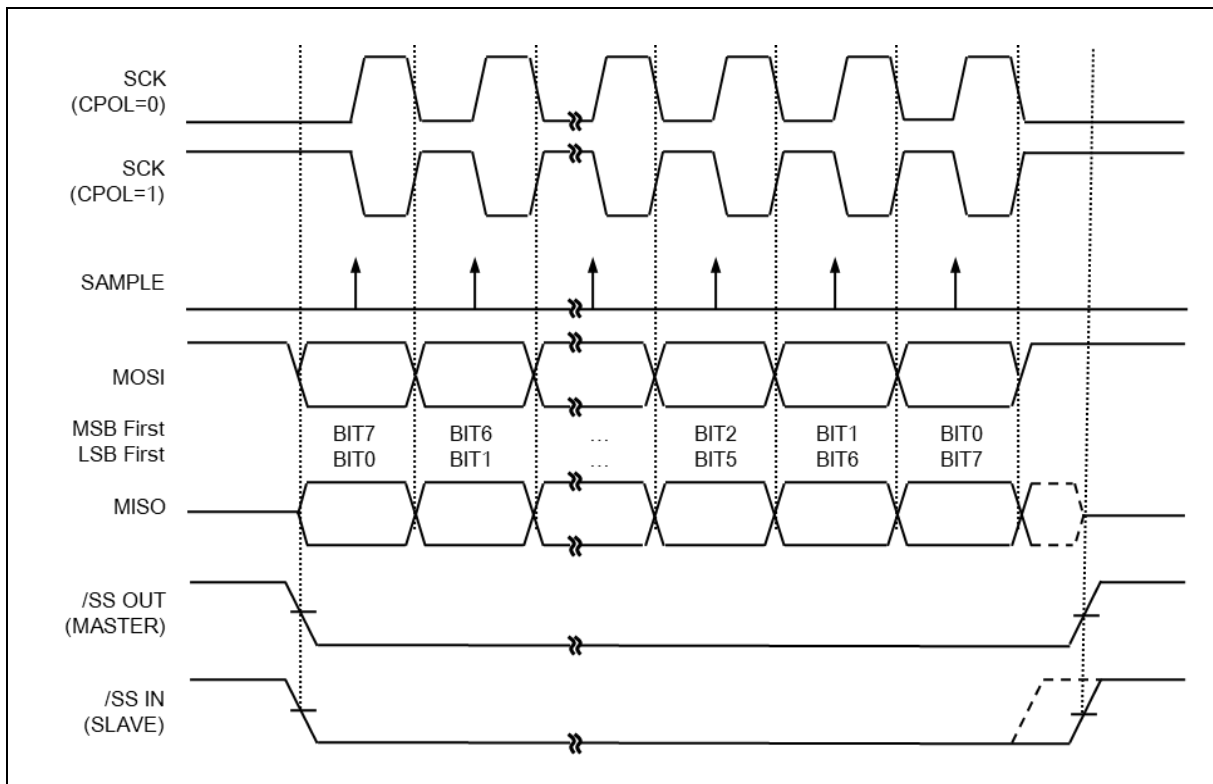 SCK
(CPOL=0)
SCK
(CPOL=1)
SAMPLE
MOSI
MSB First BIT7 BIT6 ... BIT2 BIT1 BIT0
LSB First BIT0 BIT1 ... BIT5 BIT6 BIT7
MISO
/SS OUT
(MASTER)
/SS IN
(SLAVE)